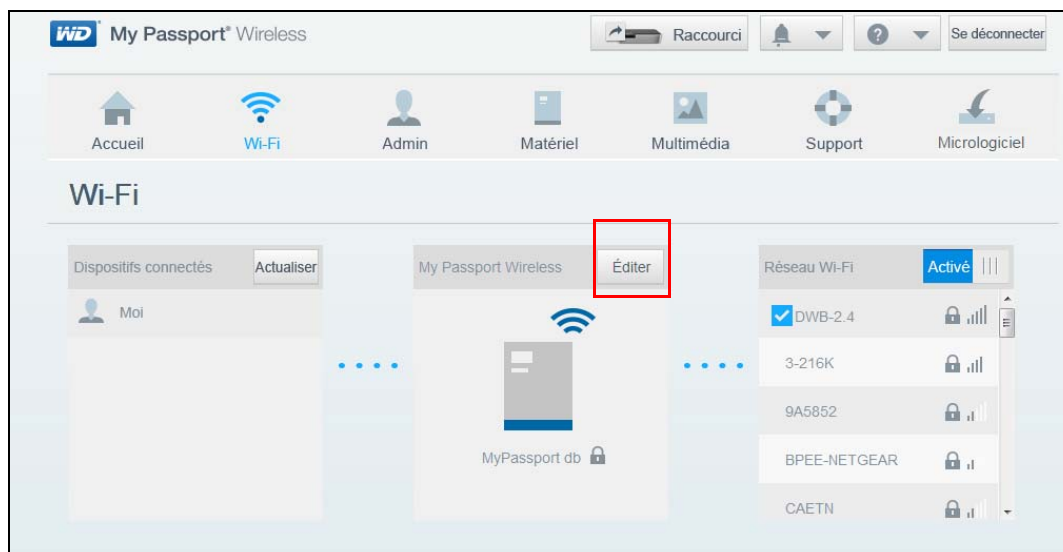 WD My Passport® Wireless
Raccourci
?
Se déconnecter
Accueil
Wi-Fi
Admin
Matériel
Multimédia
Support
Micrologiciel
Wi-Fi
Dispositifs connectés
Actualiser
Moi
My Passport Wireless
Éditer
MyPassport db
Réseau Wi-Fi
Activé
DWB-2.4
3-216K
9A5852
BPEE-NETGEAR
CAETN